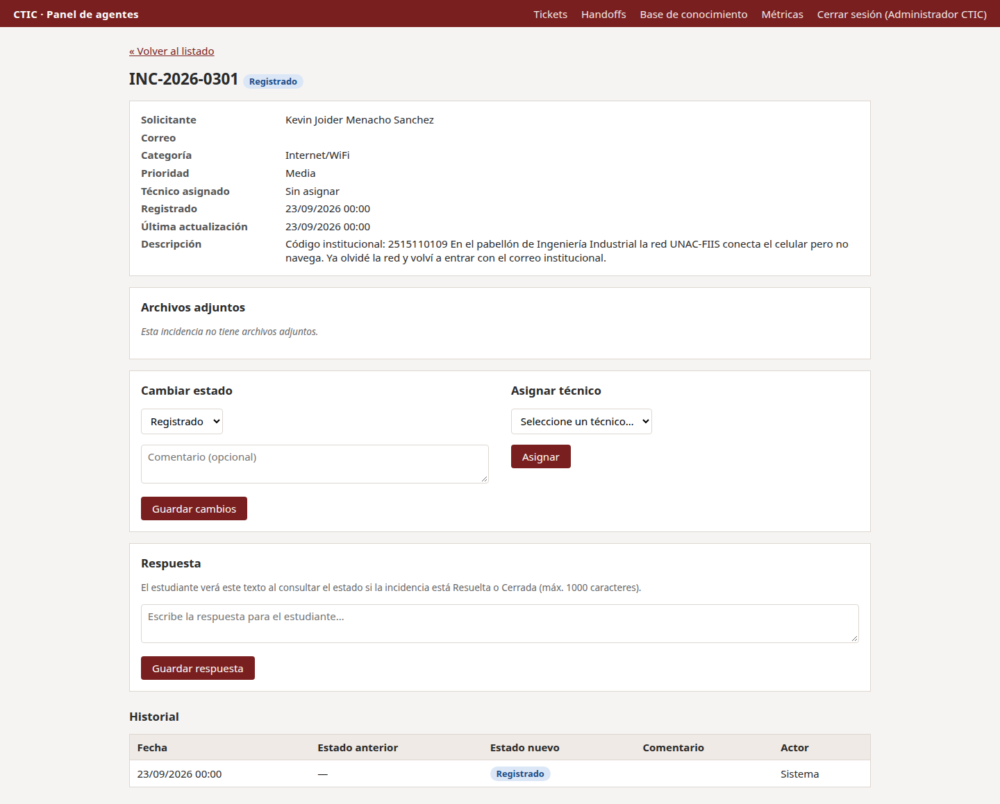 CTIC · Panel de agentes
Tickets Handoffs Base de conocimiento Métricas Cerrar sesión (Administrador CTIC)
« Volver al listado
INC-2026-0301 Registrado
Solicitante Kevin Joider Menacho Sanchez
Correo
Categoría Internet/WiFi
Prioridad Media
Técnico asignado Sin asignar
Registrado 23/09/2026 00:00
Última actualización 23/09/2026 00:00
Descripción Código institucional: 2515110109 En el pabellón de Ingeniería Industrial la red UNAC-FIIS conecta el celular pero no
navega. Ya olvidé la red y volví a entrar con el correo institucional.
Archivos adjuntos
Esta incidencia no tiene archivos adjuntos.
Cambiar estado
Registrado
Comentario (opcional)
Guardar cambios
Asignar técnico
Seleccione un técnico...
Asignar
Respuesta
El estudiante verá este texto al consultar el estado si la incidencia está Resuelta o Cerrada (máx. 1000 caracteres).
Escribe la respuesta para el estudiante...
Guardar respuesta
Historial
Fecha Estado anterior Estado nuevo Comentario Actor
23/09/2026 00:00 — Registrado Sistema